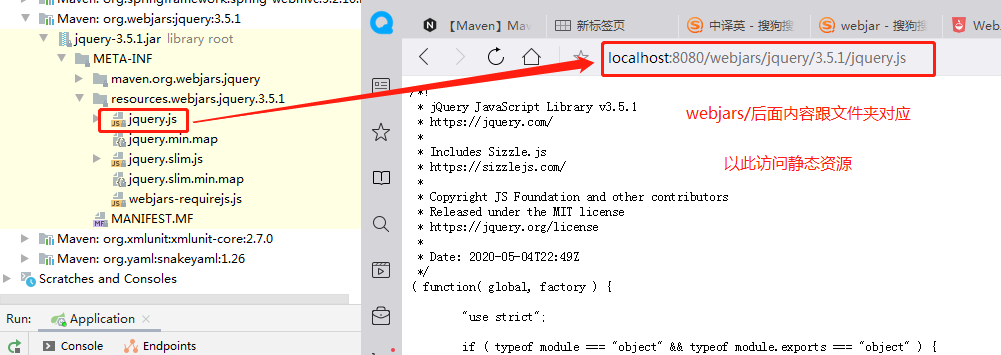 Maven: org.springframework:spring-webmvc:5.2.10.
Maven: org.webjars:jquery:3.5.1
jquery-3.5.1.jar library root
META-INF
maven.org.webjars.jquery
resources.webjars.jquery.3.5.1
jquery.js
jquery.min.map
jquery.slim.js
jquery.slim.min.map
webjars-requirejs.js
MANIFEST.MF
Maven: org.xmlunit:xmlunit-core:2.7.0
Maven: org.yaml:snakeyaml:1.26
Scratches and Consoles
Run: Application
Console Endpoints
【Maven】Mav
新标签页
中译英 - 搜狗搜
webjar - 搜狗搜
Web
localhost:8080/webjars/jquery/3.5.1/jquery.js
/*!
* jQuery JavaScript Library v3.5.1
* https://jquery.com/
*
* Includes Sizzle.js
* https://sizzlejs.com/
*
* Copyright JS Foundation and other contributors
* Released under the MIT license
* https://jquery.org/license
*
* Date: 2020-05-04T22:49Z
*/
( function( global, factory ) {
"use strict";
if ( typeof module === "object" && typeof module.exports === "object" ) {
webjars/后面内容跟文件夹对应
以此访问静态资源